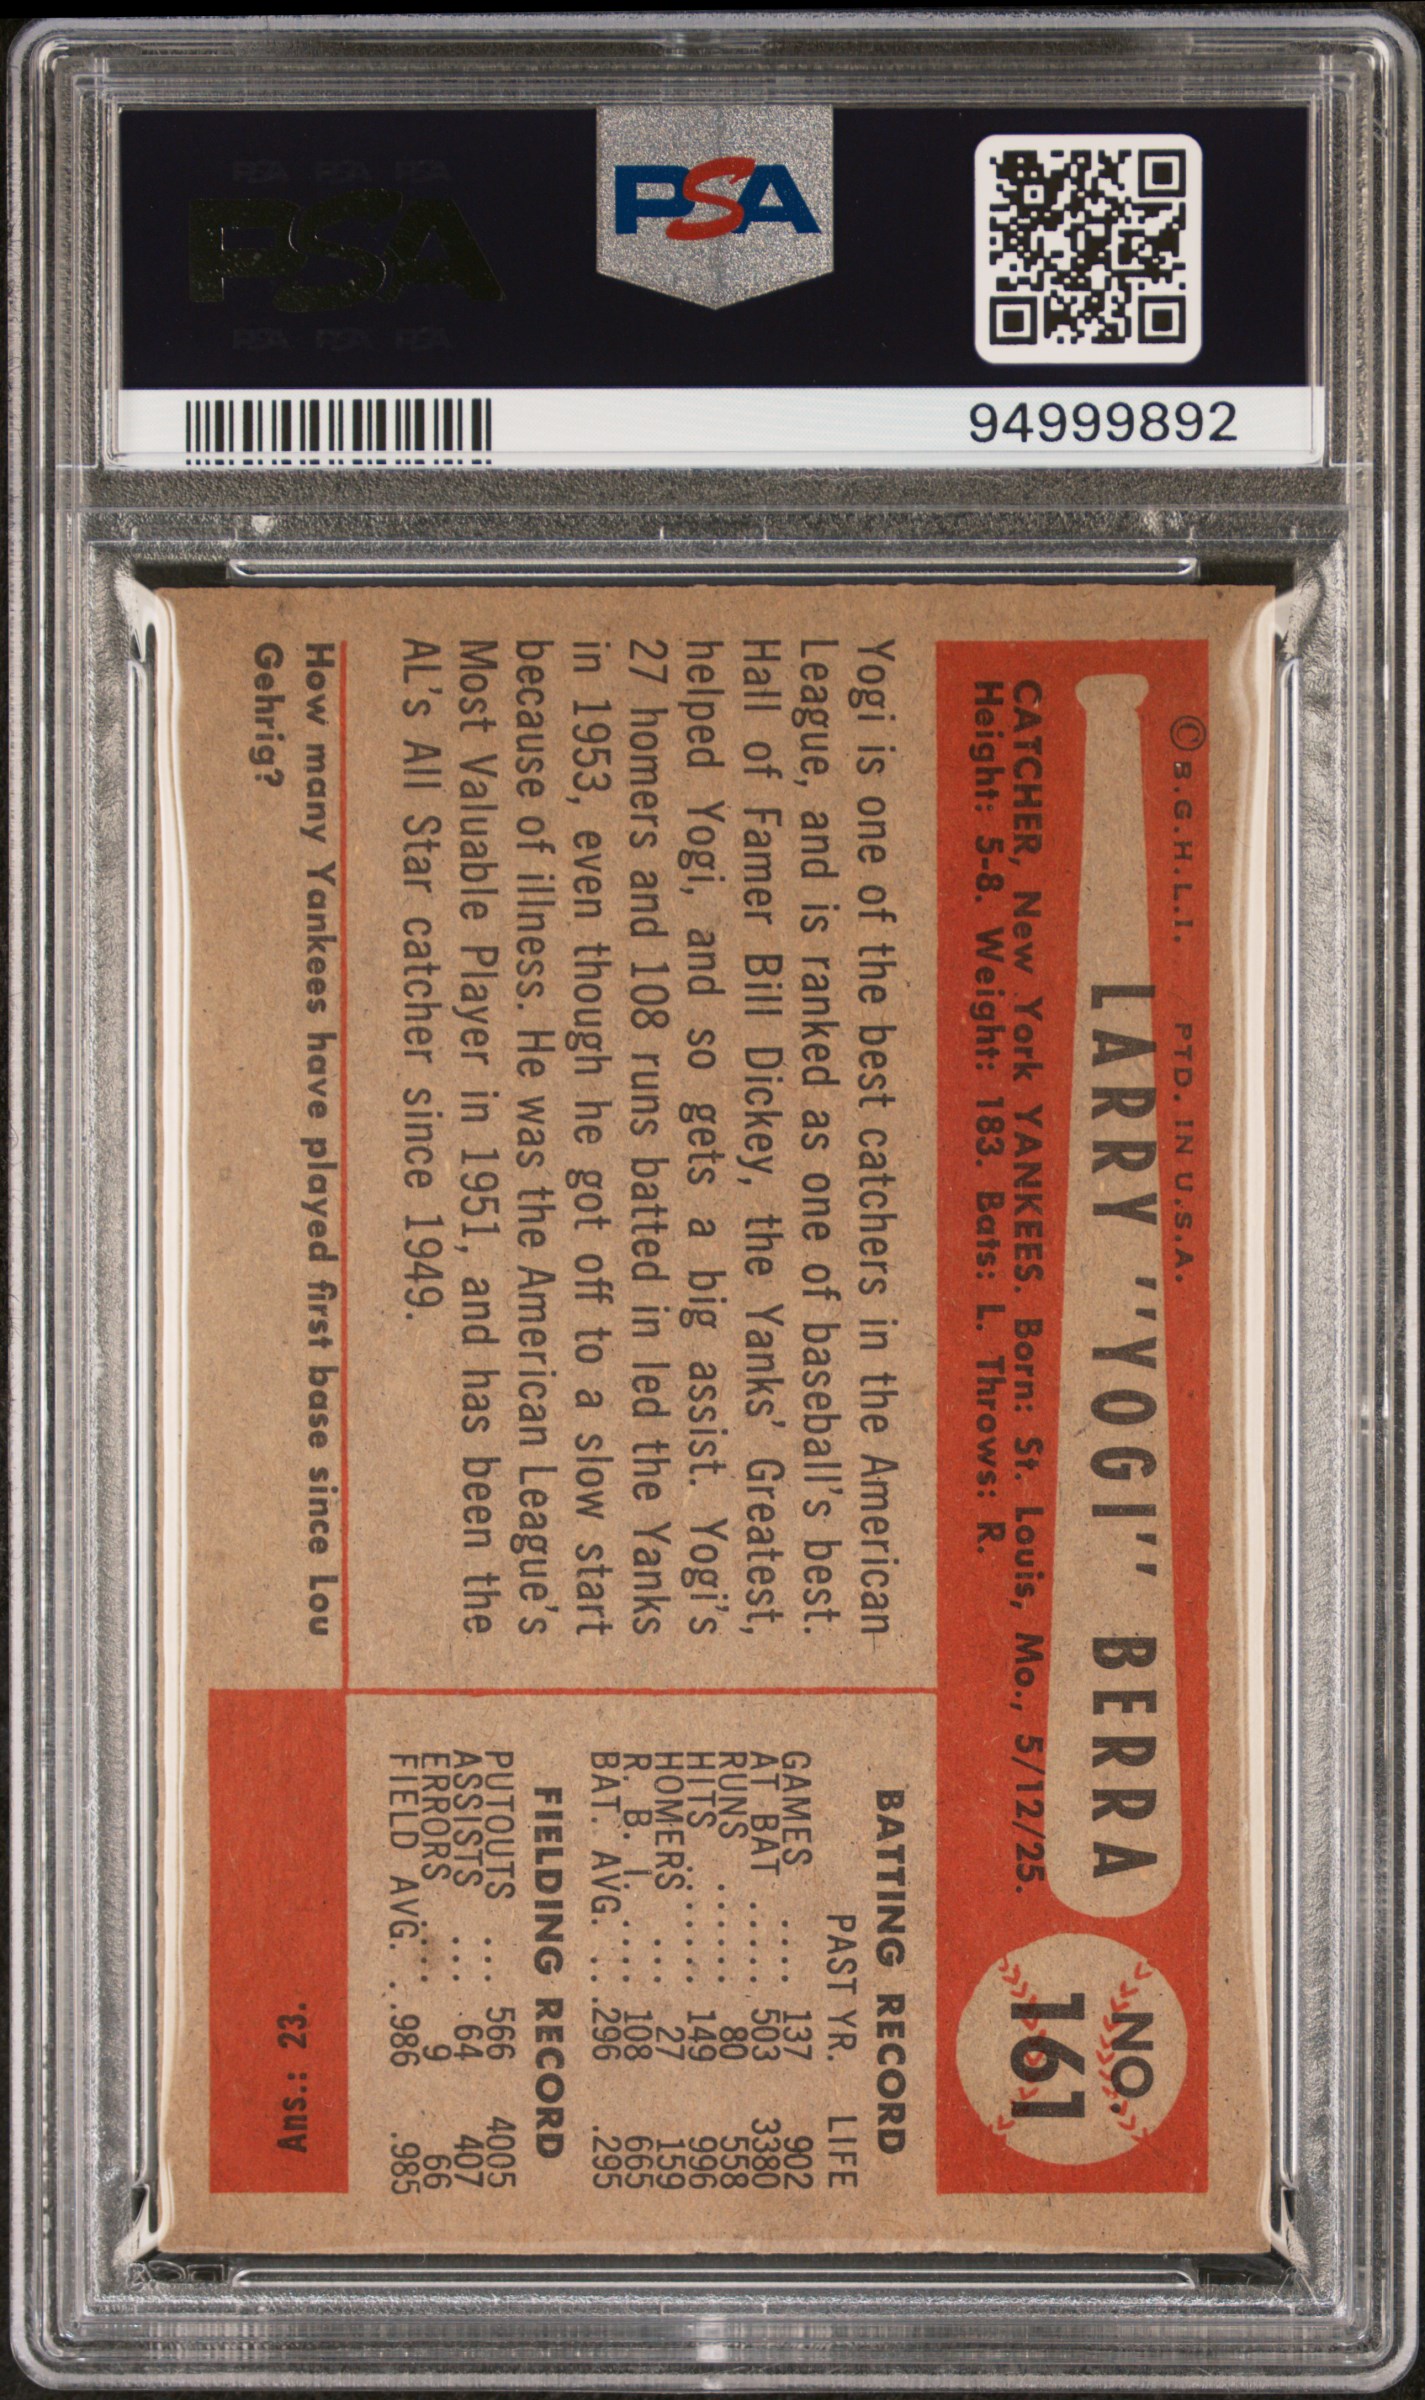 PSA PSA PSA
PSA
PSA PSA PSA
PSA
94999892
© B.G.H.L.I. PTD. IN U.S.A.
LARRY "YOGI" BERRA
NO.
161
CATCHER, New York YANKEES. Born: St. Louis, Mo., 5/12/25.
Height: 5-8. Weight: 183. Bats: L. Throws: R.
Yogi is one of the best catchers in the American
League, and is ranked as one of baseball's best.
Hall of Famer Bill Dickey, the Yanks' Greatest,
helped Yogi, and so gets a big assist. Yogi's
27 homers and 108 runs batted in led the Yanks
in 1953, even though he got off to a slow start
because of illness. He was the American League's
Most Valuable Player in 1951, and has been the
AL's All Star catcher since 1949.
BATTING RECORD
PAST YR. LIFE
GAMES .... 137 902
AT BAT ..... 503 3380
RUNS ...... 80 558
HITS ...... 149 996
HOMERS .... 27 159
R. B. I. .... 108 665
BAT. AVG. .. .296 .295
FIELDING RECORD
PUTOUTS ... 566 4005
ASSISTS ... 64 407
ERRORS .... 9 66
FIELD AVG. . .986 .985
How many Yankees have played first base since Lou
Gehrig?
Ans.: 23.